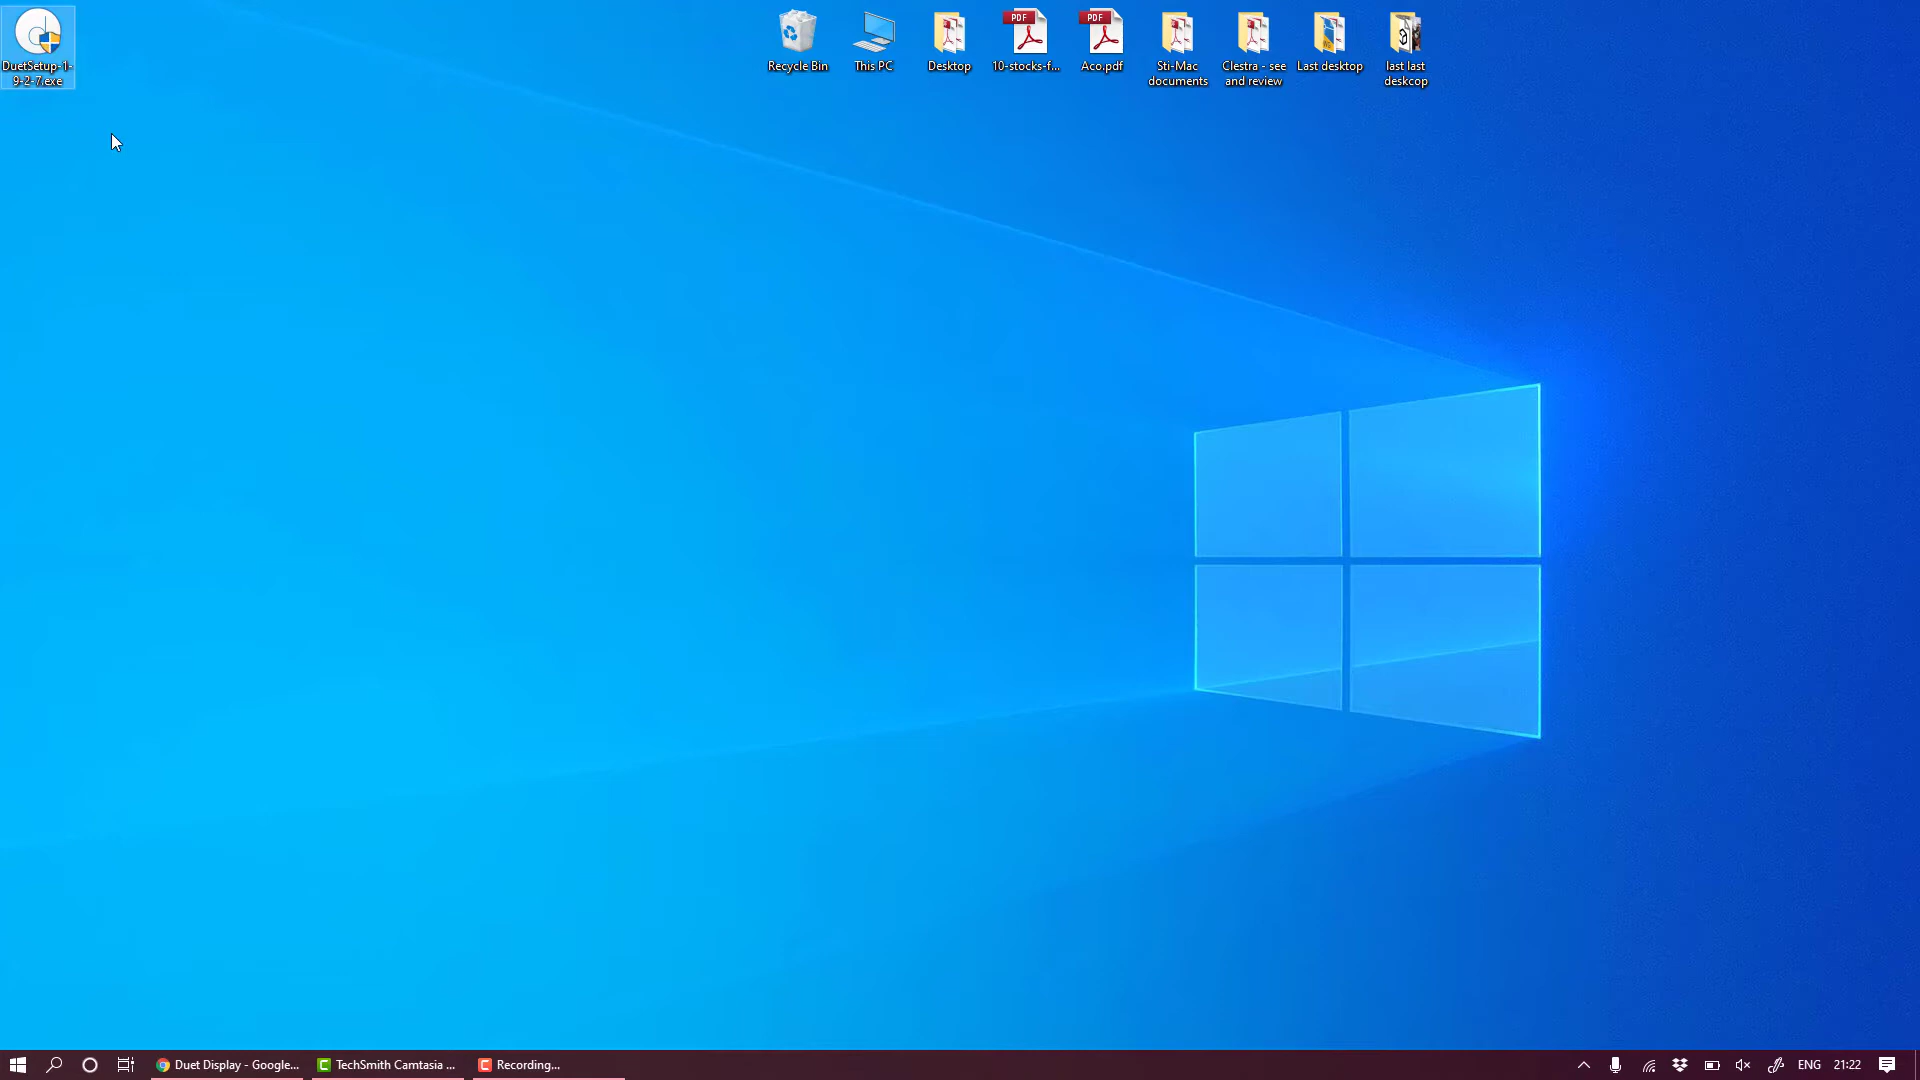 DuetSetup-1-
9-2-7.exe
Recycle Bin
This PC
Desktop
PDF
10-stocks-f...
PDF
Aco.pdf
Sti-Mac
documents
Clestra - see
and review
Last desktop
last last
deskcop
Duet Display - Google...
TechSmith Camtasia ...
Recording...
ENG
21:22